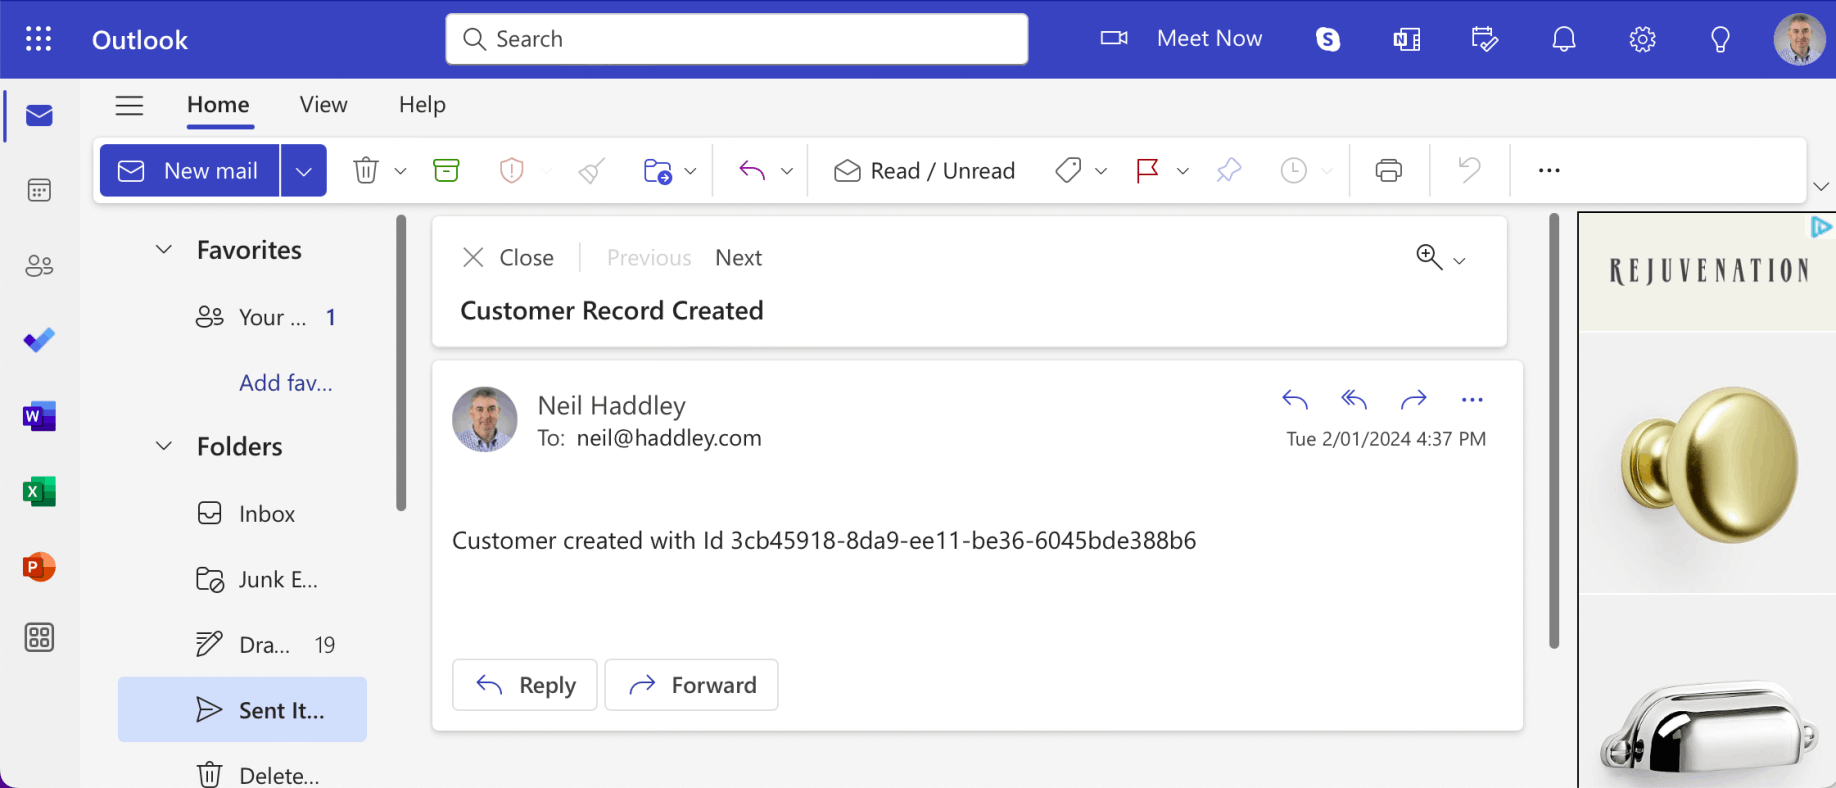 Outlook
Search
Meet Now
Home
View
Help
New mail
Read / Unread
Favorites
Your ... 1
Add fav...
Folders
Inbox
Junk E...
Dra... 19
Sent It...
Delete...
Close
Previous
Next
Customer Record Created
Neil Haddley
To: neil@haddley.com
Tue 2/01/2024 4:37 PM
Customer created with Id 3cb45918-8da9-ee11-be36-6045bde388b6
Reply
Forward
REJUVENATION